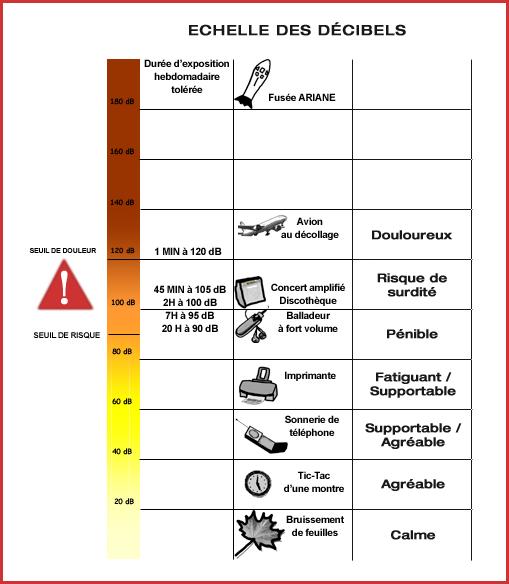 ECHELLE DES DÉCIBELS
Durée d'exposition
hebdomadaire
tolérée
180 dB
Fusée ARIANE
160 dB
140 dB
Avion
au décollage
Douloureux
SEUIL DE DOULEUR
120 dB
1 MIN à 120 dB
Risque de
surdité
45 MIN à 105 dB
2H à 100 dB
Concert amplifié
Discothèque
100 dB
7H à 95 dB
20 H à 90 dB
Balladeur
à fort volume
Pénible
SEUIL DE RISQUE
80 dB
Imprimante
Fatiguant /
Supportable
60 dB
Sonnerie de
téléphone
Supportable /
Agréable
40 dB
Tic-Tac
d'une montre
Agréable
20 dB
Bruissement
de feuilles
Calme